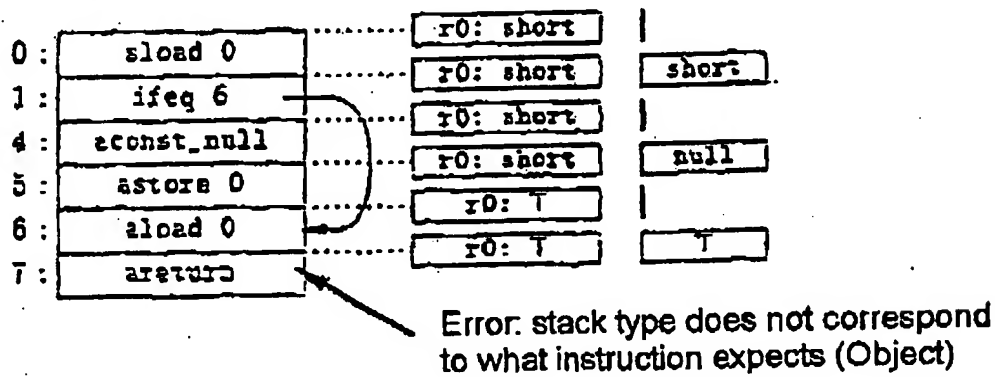 r0: short
0: sload 0
r0: short short
1: ifeq 6
r0: short
4: aconst_null
r0: short null
5: astore 0
r0: T
6: aload 0
r0: T T
7: areturn
Error: stack type does not correspond
to what instruction expects (Object)